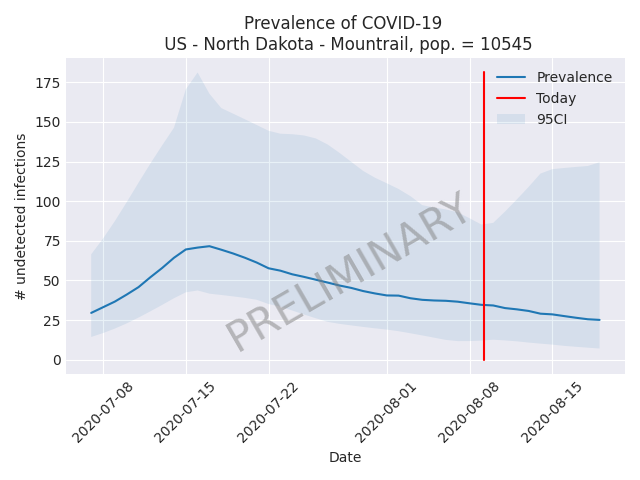 Prevalence of COVID-19
US - North Dakota - Mountrail, pop. = 10545
# undetected infections
175
150
125
100
75
50
25
0
Prevalence
Today
95CI
PRELIMINARY
2020-07-08
2020-07-15
2020-07-22
2020-08-01
2020-08-08
2020-08-15
Date